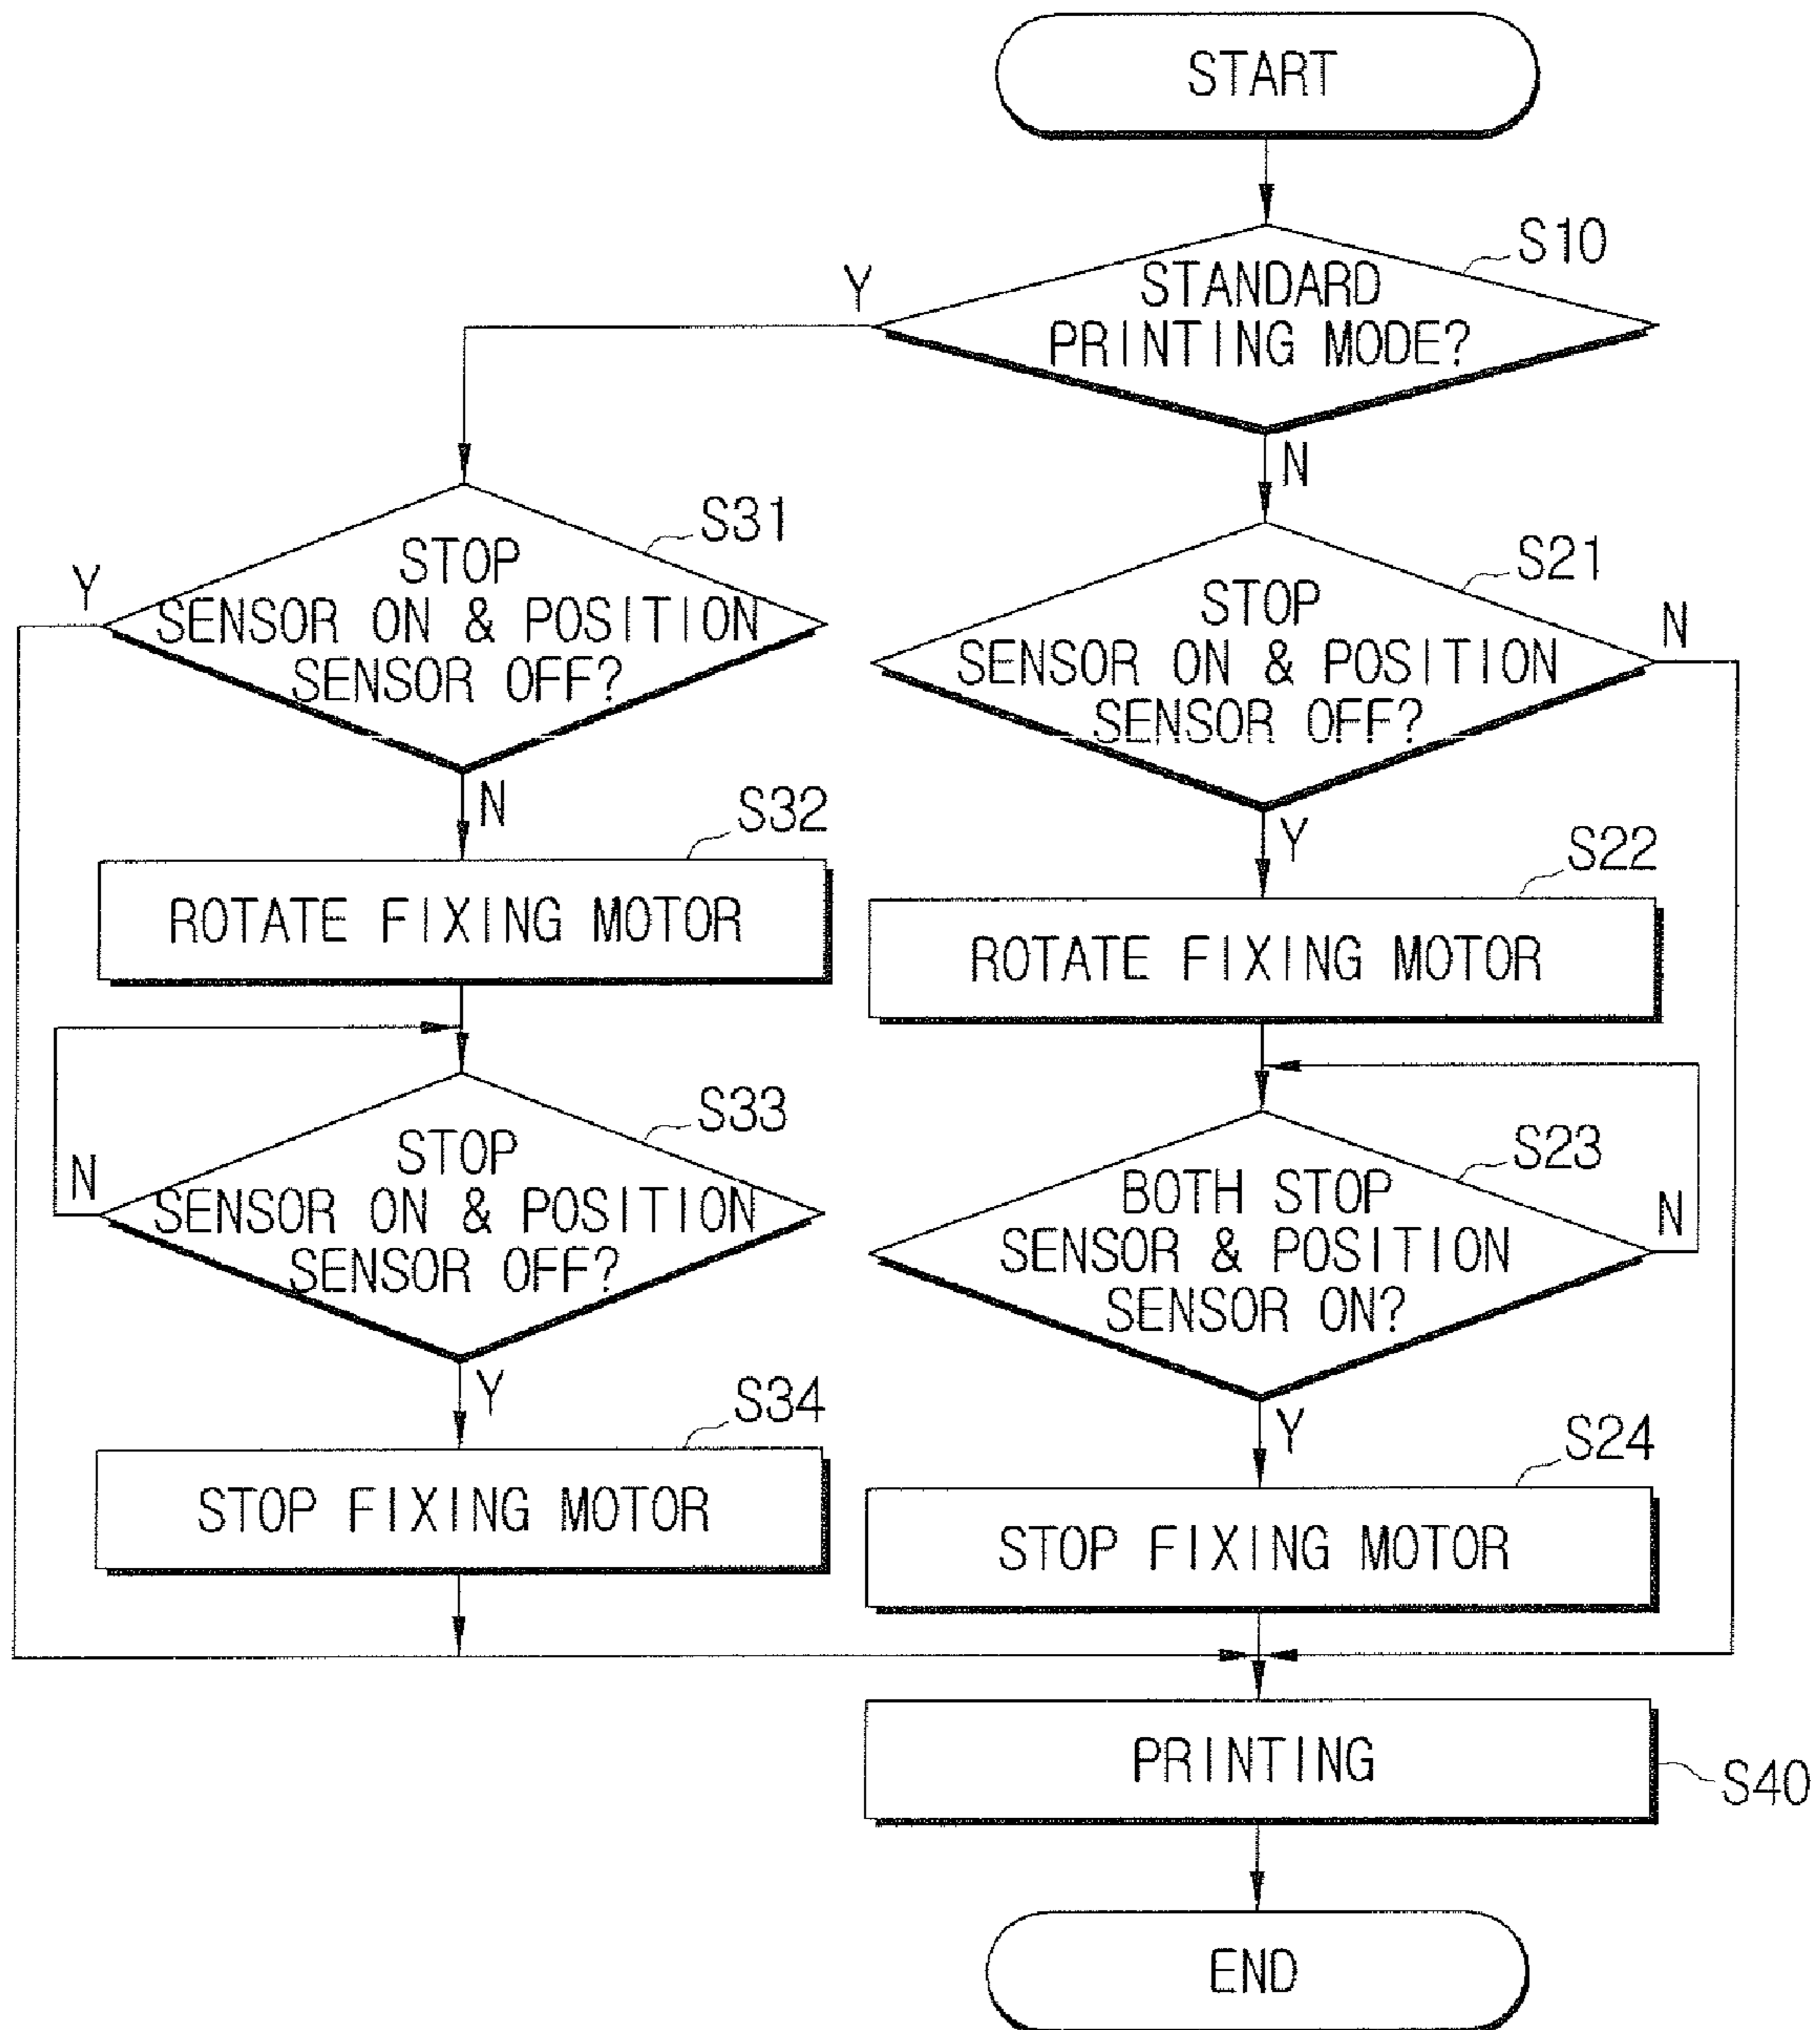 START
S10
STANDARD
PRINTING MODE?
Y
N
S31
STOP
SENSOR ON & POSITION
SENSOR OFF?
Y
N
S21
STOP
SENSOR ON & POSITION
SENSOR OFF?
N
Y
S32
ROTATE FIXING MOTOR
S22
ROTATE FIXING MOTOR
S33
STOP
SENSOR ON & POSITION
SENSOR OFF?
N
Y
S23
BOTH STOP
SENSOR & POSITION
SENSOR ON?
N
Y
S34
STOP FIXING MOTOR
S24
STOP FIXING MOTOR
PRINTING
S40
END